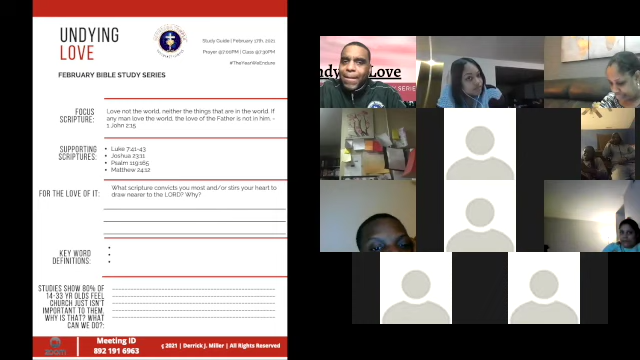 UNDYING
LOVE
Study Guide | February 17th, 2021
Prayer @7:00PM | Class @7:30PM
#TheYearWeEndure
FEBRUARY BIBLE STUDY SERIES
FOCUS
SCRIPTURE:
Love not the world, neither the things that are in the world. If
any man love the world, the love of the Father is not in him. -
1 John 2:15
SUPPORTING
SCRIPTURES:
• Luke 7:41-43
• Joshua 23:11
• Psalm 119:165
• Matthew 24:12
FOR THE LOVE OF IT:
What scripture convicts you most and/or stirs your heart to
draw nearer to the LORD? Why?
KEY WORD
DEFINITIONS:
STUDIES SHOW 80% OF
14-33 YR OLDS FEEL
CHURCH JUST ISN'T
IMPORTANT TO THEM.
WHY IS THAT? WHAT
CAN WE DO?:
zoom
Meeting ID
892 191 6963
© 2021 | Derrick J. Miller | All Rights Reserved
Love